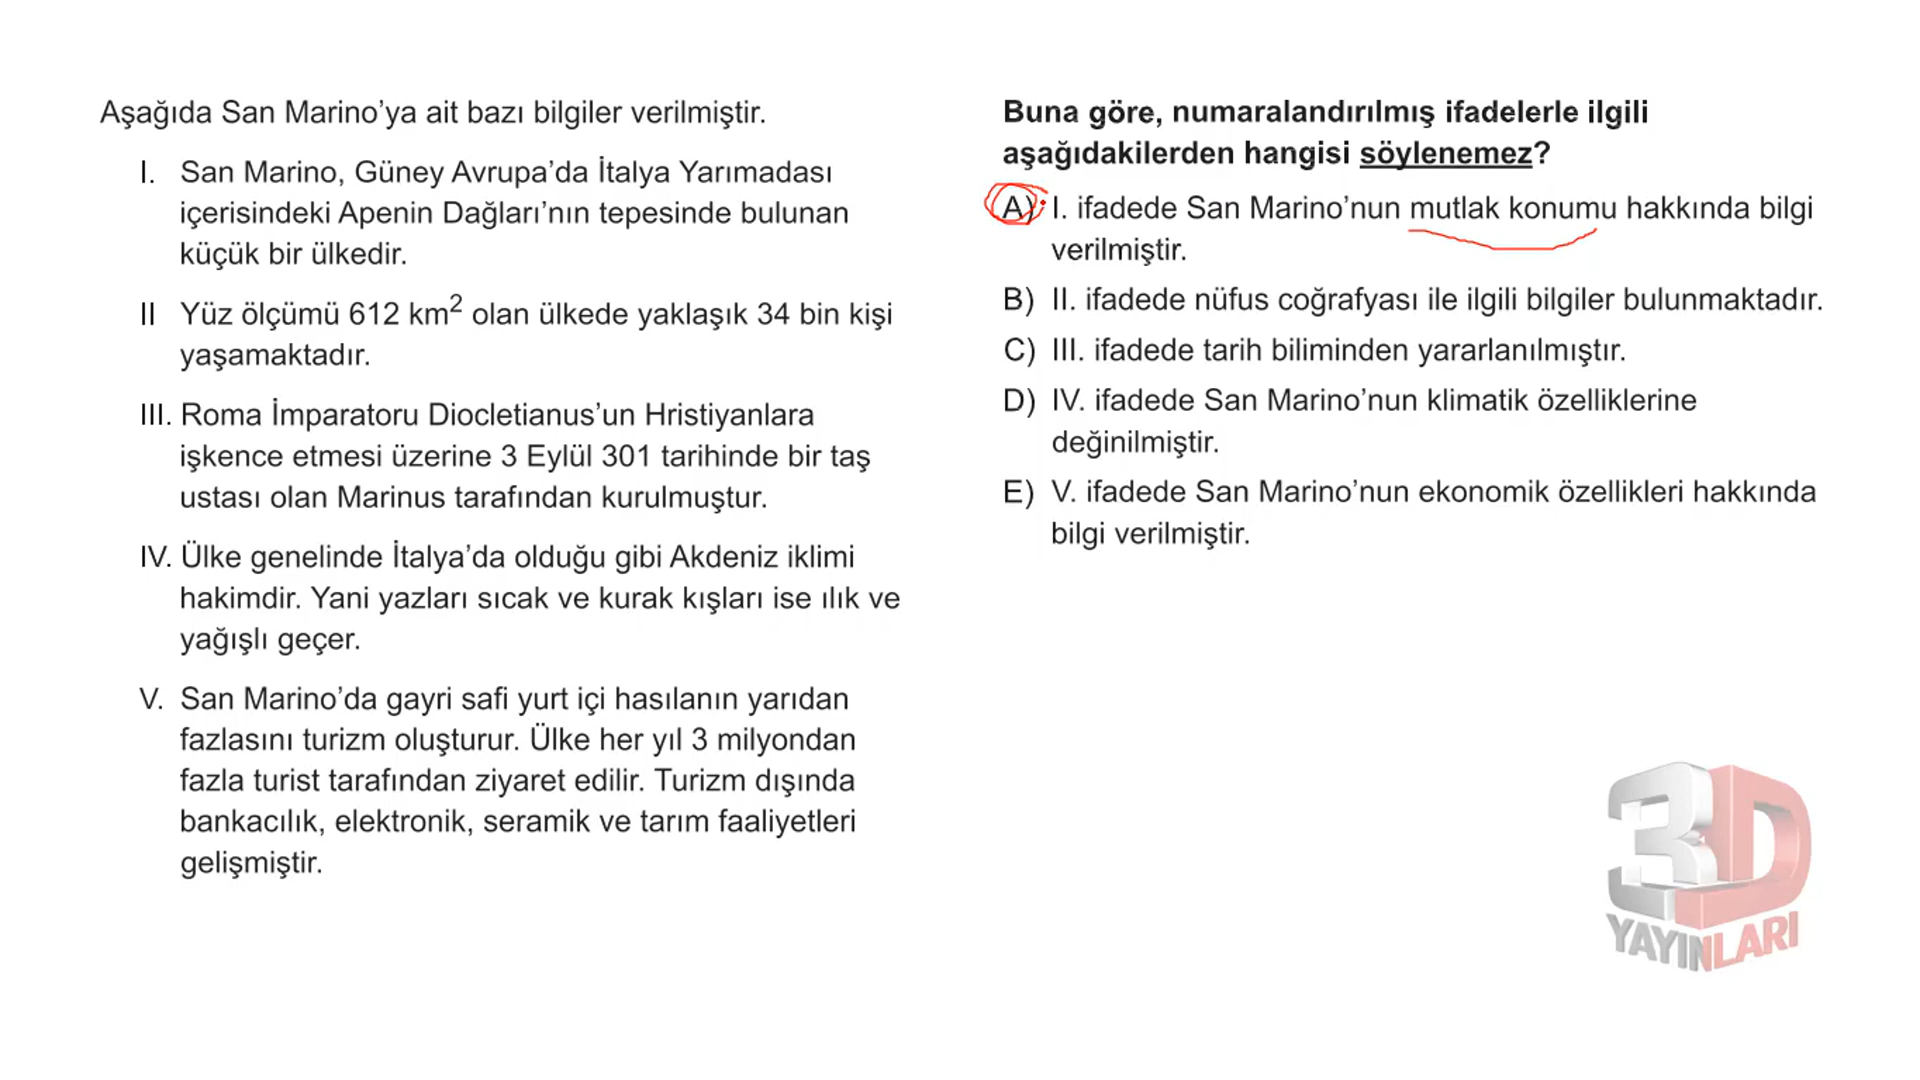 Aşağıda San Marino’ya ait bazı bilgiler verilmiştir.
I. San Marino, Güney Avrupa’da İtalya Yarımadası
içerisindeki Apenin Dağları’nın tepesinde bulunan
küçük bir ülkedir.
II Yüz ölçümü 612 km² olan ülkede yaklaşık 34 bin kişi
yaşamaktadır.
III. Roma İmparatoru Diocletianus’un Hristiyanlara
işkence etmesi üzerine 3 Eylül 301 tarihinde bir taş
ustası olan Marinus tarafından kurulmuştur.
IV. Ülke genelinde İtalya’da olduğu gibi Akdeniz iklimi
hakimdir. Yani yazları sıcak ve kurak kışları ise ılık ve
yağışlı geçer.
V. San Marino’da gayri safi yurt içi hasılanın yarıdan
fazlasını turizm oluşturur. Ülke her yıl 3 milyondan
fazla turist tarafından ziyaret edilir. Turizm dışında
bankacılık, elektronik, seramik ve tarım faaliyetleri
gelişmiştir.
Buna göre, numaralandırılmış ifadelerle ilgili
aşağıdakilerden hangisi söylenemez?
A) I. ifadede San Marino’nun mutlak konumu hakkında bilgi
verilmiştir.
B) II. ifadede nüfus coğrafyası ile ilgili bilgiler bulunmaktadır.
C) III. ifadede tarih biliminden yararlanılmıştır.
D) IV. ifadede San Marino’nun klimatik özelliklerine
değinilmiştir.
E) V. ifadede San Marino’nun ekonomik özellikleri hakkında
bilgi verilmiştir.
3D
YAYINLARI